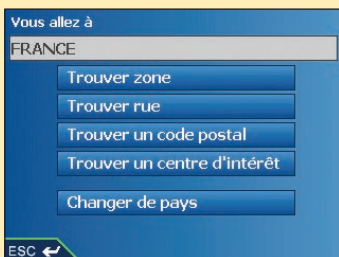 Vous allez à
FRANCE
Trouver zone
Trouver rue
Trouver un code postal
Trouver un centre d'intérêt
Changer de pays
ESC